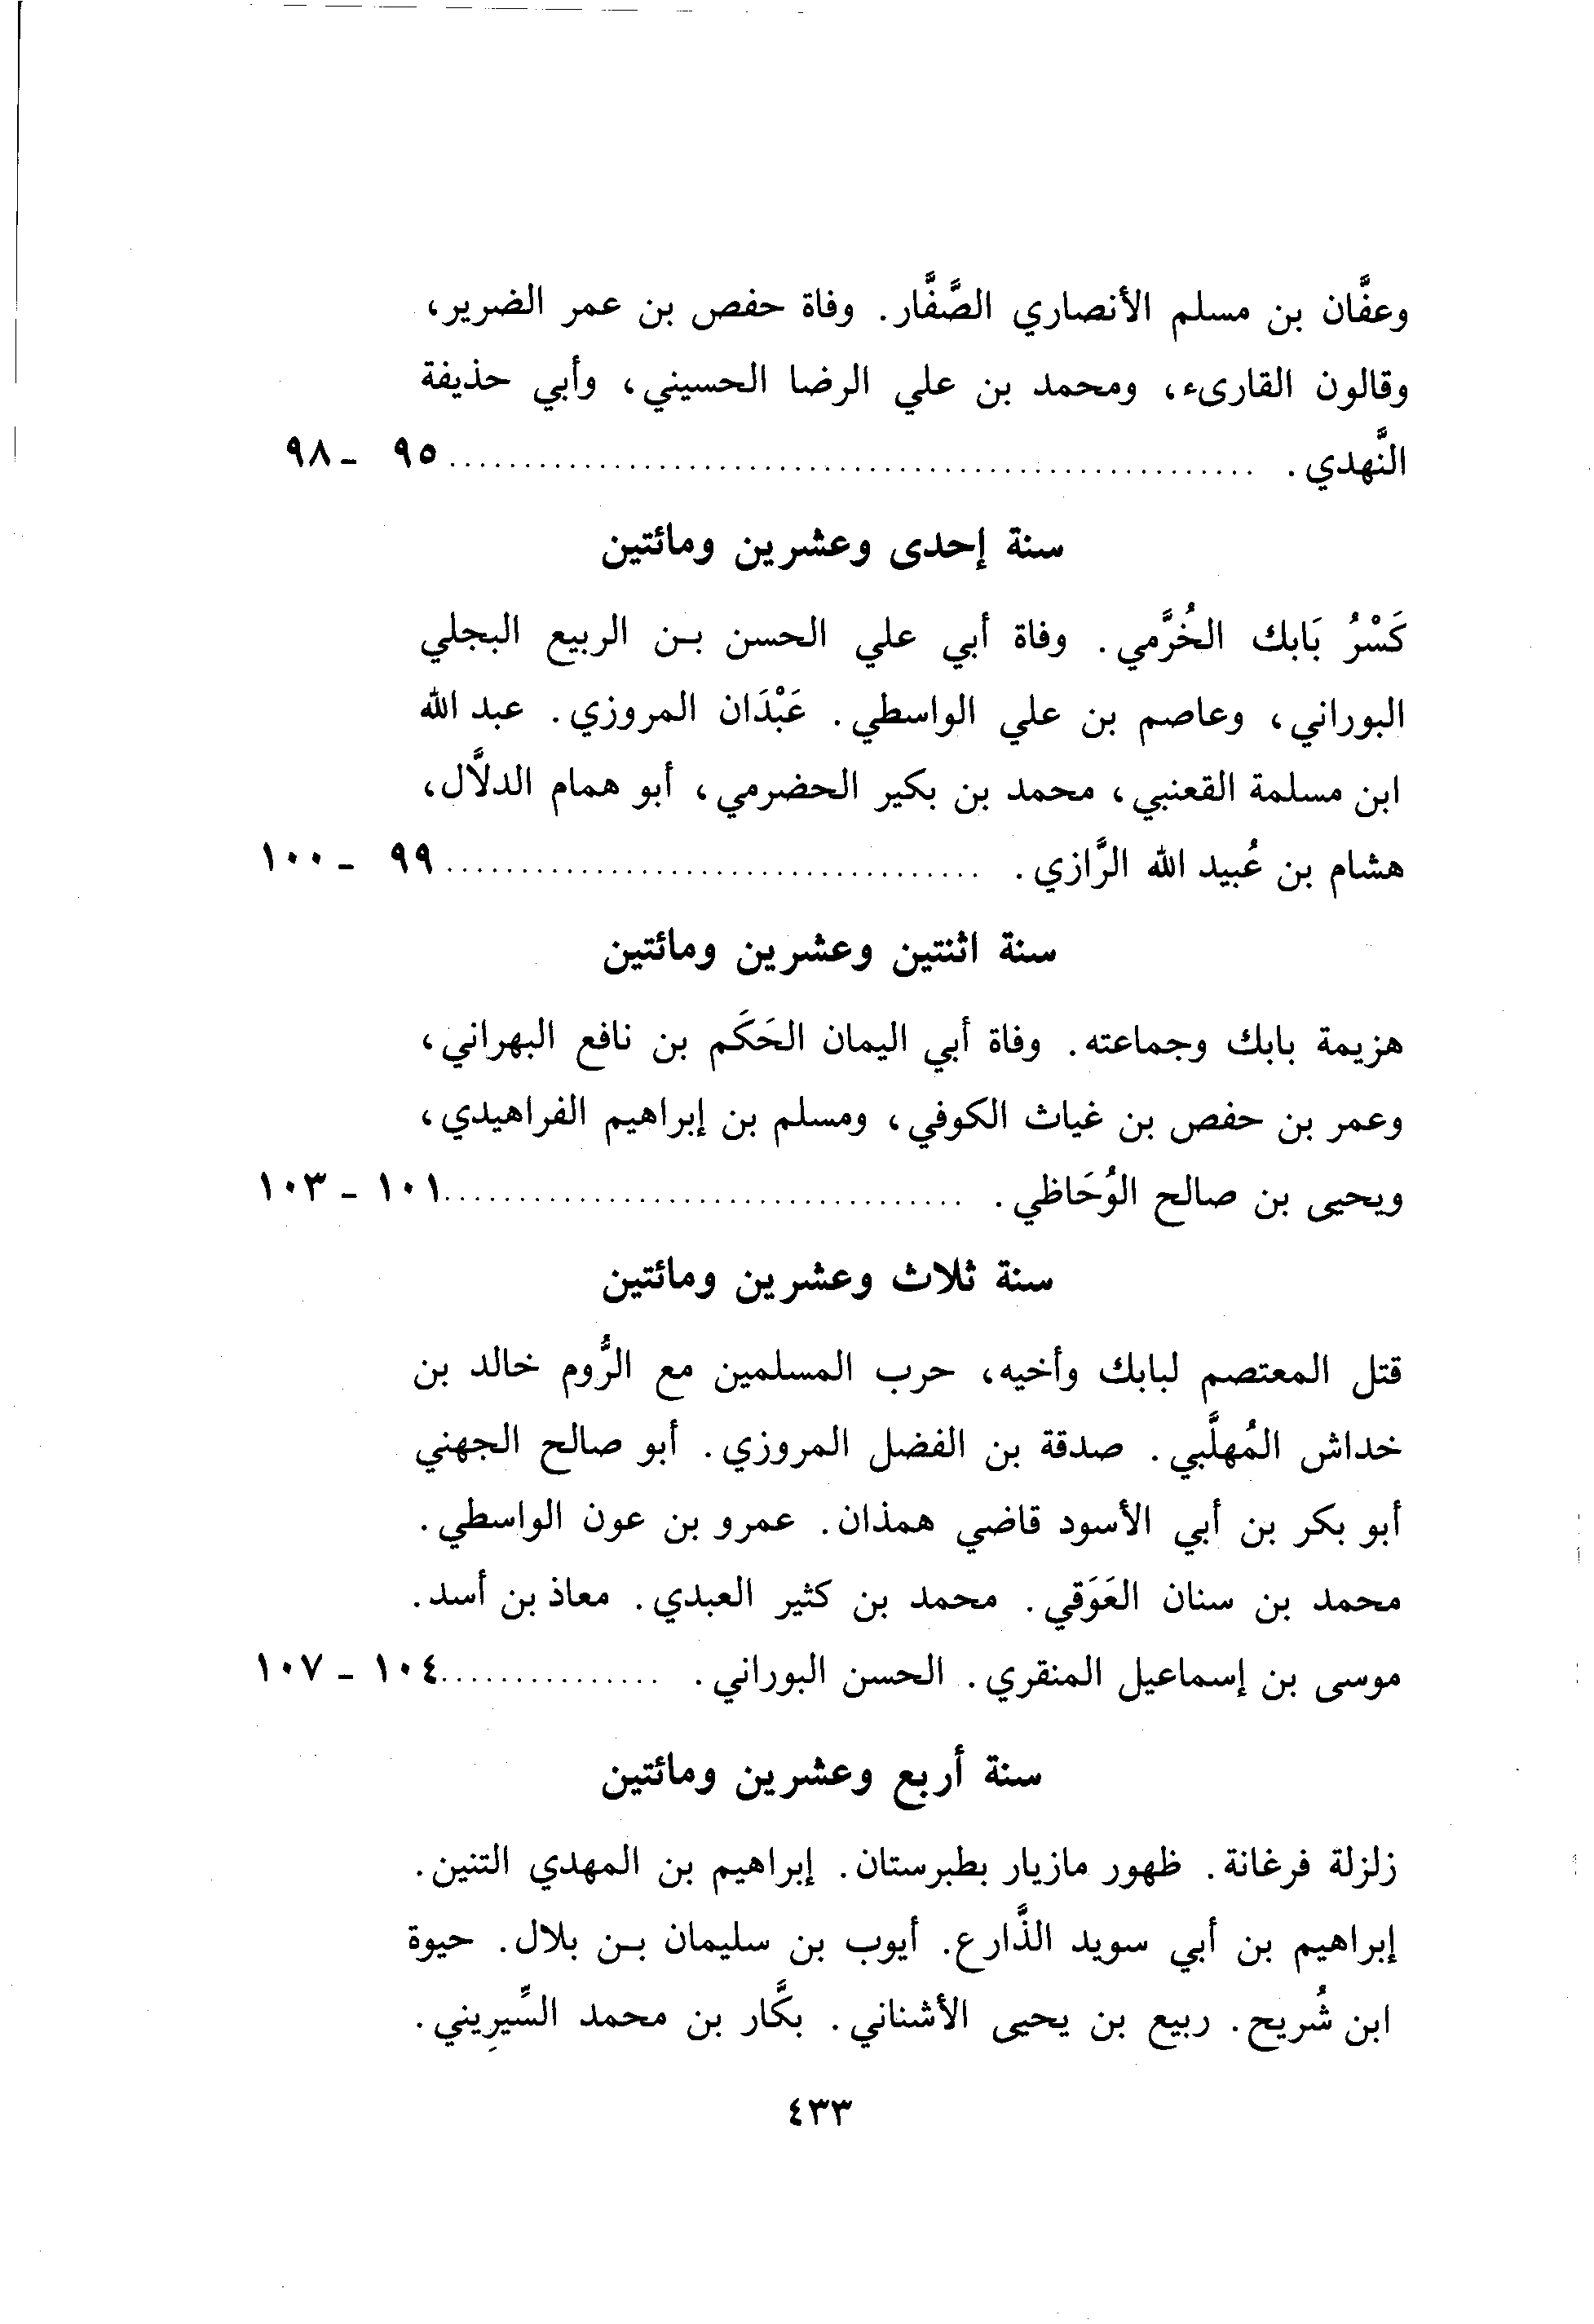 وعفَّان بن مسلم الأنصاري الصَّفَّار. وفاة حفص بن عمر الضرير،
وقالون القارىء، ومحمد بن علي الرضا الحسيني، وأبي حذيفة
النَّهدي. ........................................ ٩٥ - ٩٨
سنة إحدى وعشرين ومائتين
كَسْرُ بَابك الخُرَّمي. وفاة أبي علي الحسن بن الربيع البجلي
البوراني، وعاصم بن علي الواسطي. عَبْدَان المروزي. عبد الله
ابن مسلمة القعنبي، محمد بن بكير الحضرمي، أبو همام الدلاَّل،
هشام بن عُبيد الله الرَّازي. .............................. ٩٩ - ١٠٠
سنة اثنتين وعشرين ومائتين
هزيمة بابك وجماعته. وفاة أبي اليمان الحَكَم بن نافع البهراني،
وعمر بن حفص بن غياث الكوفي، ومسلم بن إبراهيم الفراهيدي،
ويحيى بن صالح الوُحَاظي. .............................. ١٠١ - ١٠٣
سنة ثلاث وعشرين ومائتين
قتل المعتصم لبابك وأخيه، حرب المسلمين مع الرُّوم خالد بن
خداش المُهلَّبي. صدقة بن الفضل المروزي. أبو صالح الجهني
أبو بكر بن أبي الأسود قاضي همذان. عمرو بن عون الواسطي.
محمد بن سنان العَوَقي. محمد بن كثير العبدي. معاذ بن أسد.
موسى بن إسماعيل المنقري. الحسن البوراني. ............... ١٠٤ - ١٠٧
سنة أربع وعشرين ومائتين
زلزلة فرغانة. ظهور مازيار بطبرستان. إبراهيم بن المهدي التنين.
إبراهيم بن أبي سويد الذَّارع. أيوب بن سليمان بن بلال. حيوة
ابن شُريح. ربيع بن يحيى الأشناني. بكَّار بن محمد السِّيرِيني.
٤٣٣